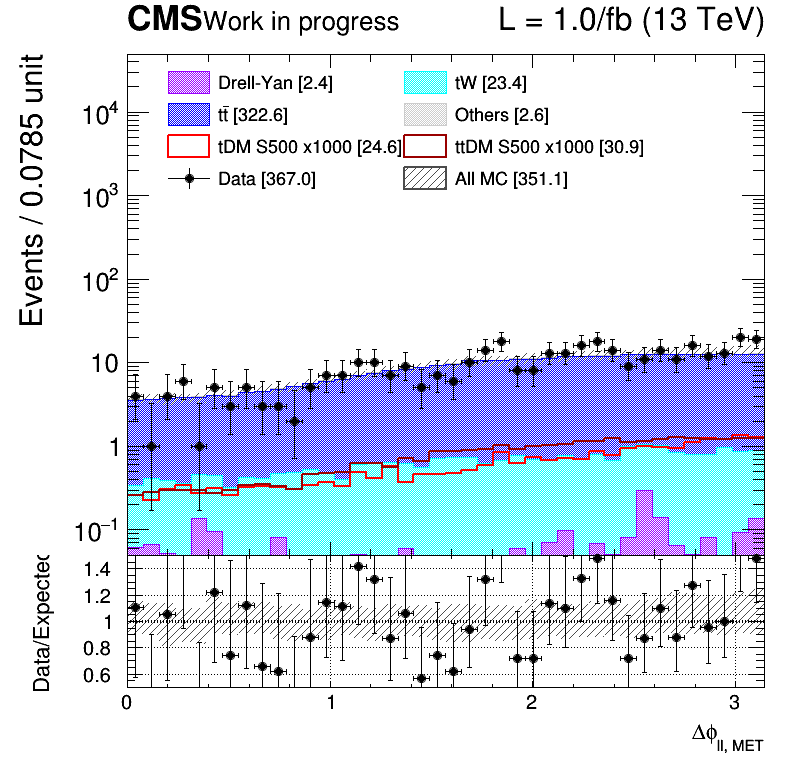 CMS Work in progress L = 1.0/fb (13 TeV)
Drell-Yan [2.4] tW [23.4]
tt̄ [322.6] Others [2.6]
tDM S500 x1000 [24.6] ttDM S500 x1000 [30.9]
Data [367.0] All MC [351.1]
Events / 0.0785 unit
10⁴
10³
10²
10
1
10⁻¹
Data/Expected
1.4
1.2
1.0
0.8
0.6
0 1 2 3
Δϕ_ll, MET